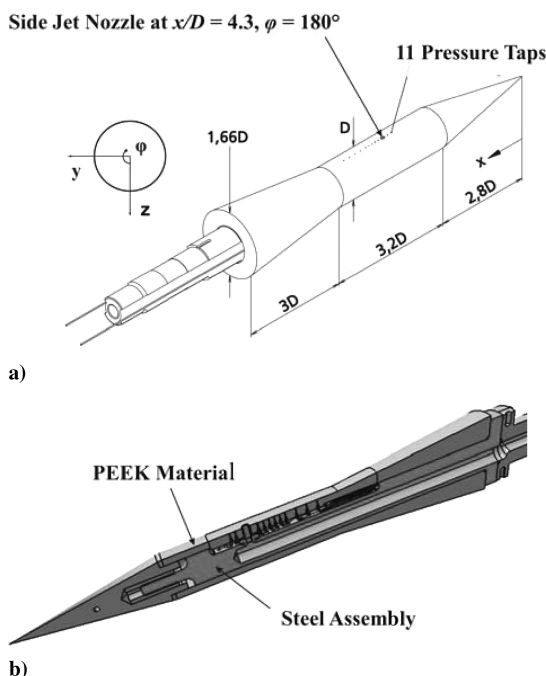 Side Jet Nozzle at x/D = 4.3, φ = 180°
11 Pressure Taps
1,66D
D
φ
y
z
x
2,8D
3,2D
3D
a)
PEEK Material
Steel Assembly
b)